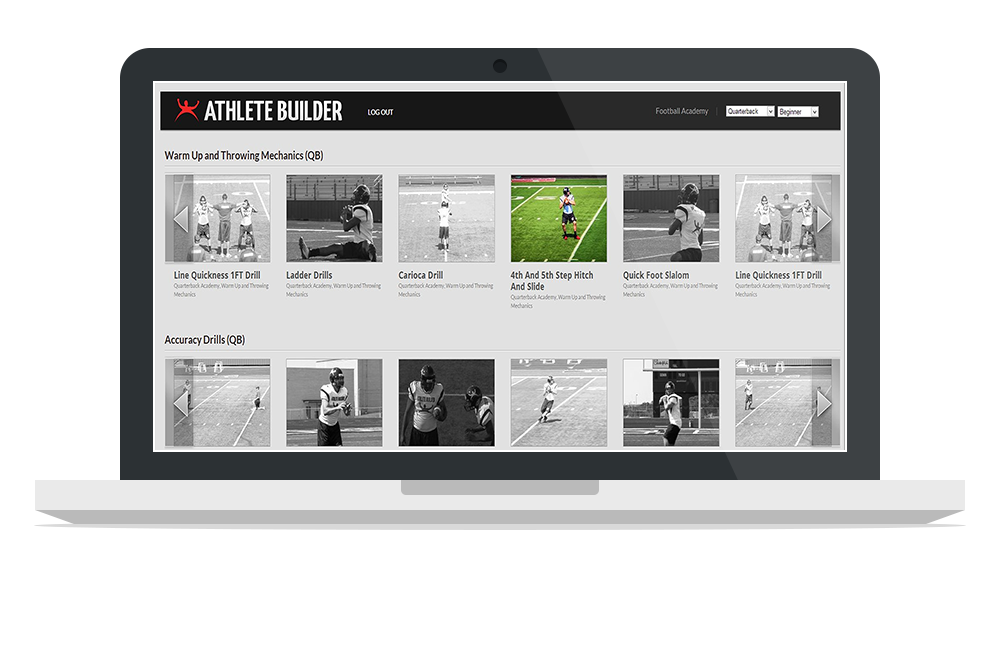 ATHLETE BUILDER LOG OUT Football Academy Quarterback Beginner
Warm Up and Throwing Mechanics (QB)
Line Quickness 1FT Drill
Quarterback Academy, Warm Up and Throwing
Mechanics
Ladder Drills
Quarterback Academy, Warm Up and Throwing
Mechanics
Carioca Drill
Quarterback Academy, Warm Up and Throwing
Mechanics
4th And 5th Step Hitch
And Slide
Quarterback Academy, Warm Up and Throwing
Mechanics
Quick Foot Slalom
Quarterback Academy, Warm Up and Throwing
Mechanics
Line Quickness 1FT Drill
Quarterback Academy, Warm Up and Throwing
Mechanics
Accuracy Drills (QB)